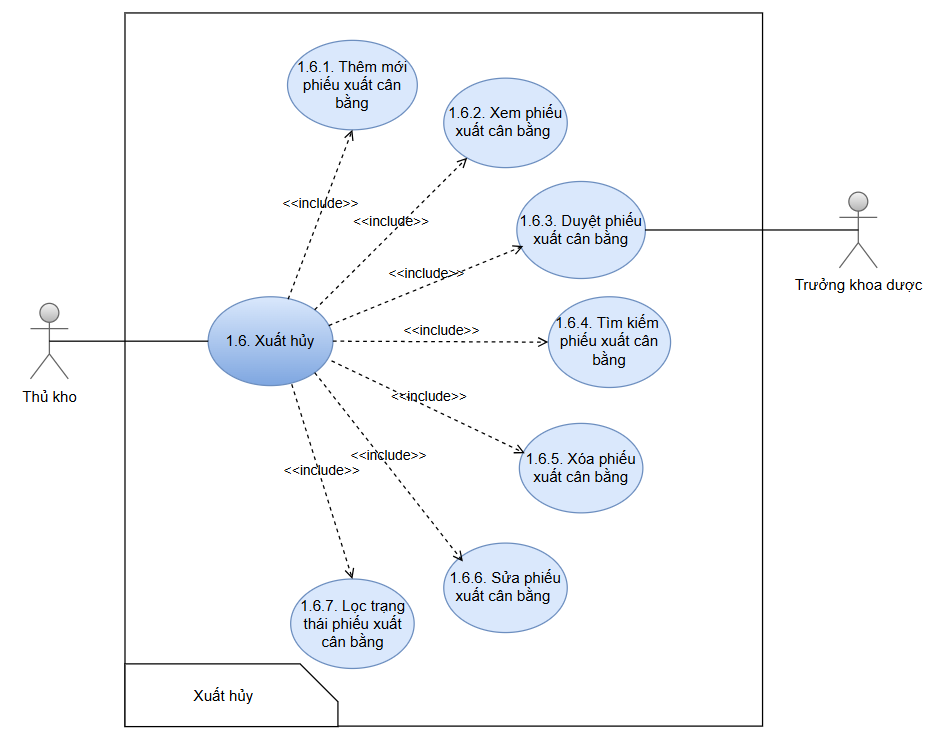 1.6.1. Thêm mới
phiếu xuất cân
bằng
1.6.2. Xem phiếu
xuất cân bằng
<<include>>
<<include>>
1.6.3. Duyệt phiếu
xuất cân bằng
<<include>>
Trưởng khoa dược
1.6. Xuất hủy
<<include>>
1.6.4. Tìm kiếm
phiếu xuất cân
bằng
Thủ kho
<<include>>
1.6.5. Xóa phiếu
xuất cân bằng
<<include>>
<<include>>
1.6.6. Sửa phiếu
xuất cân bằng
1.6.7. Lọc trạng
thái phiếu xuất
cân bằng
Xuất hủy